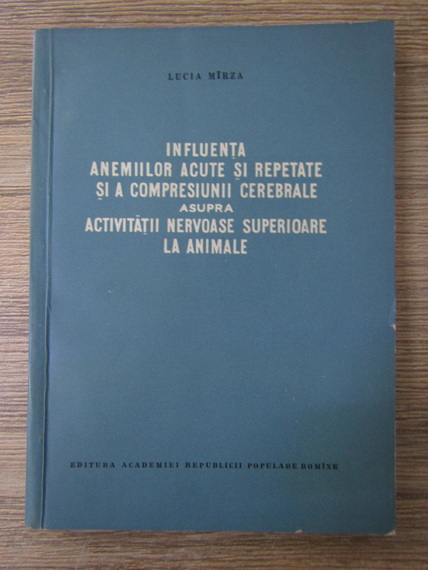 LUCIA MÎRZA
INFLUENȚA
ANEMIILOR ACUTE ȘI REPETATE
ȘI A COMPRESIUNII CEREBRALE
ASUPRA
ACTIVITĂȚII NERVOASE SUPERIOARE
LA ANIMALE
EDITURA ACADEMIEI REPUBLICII POPULARE ROMÎNE